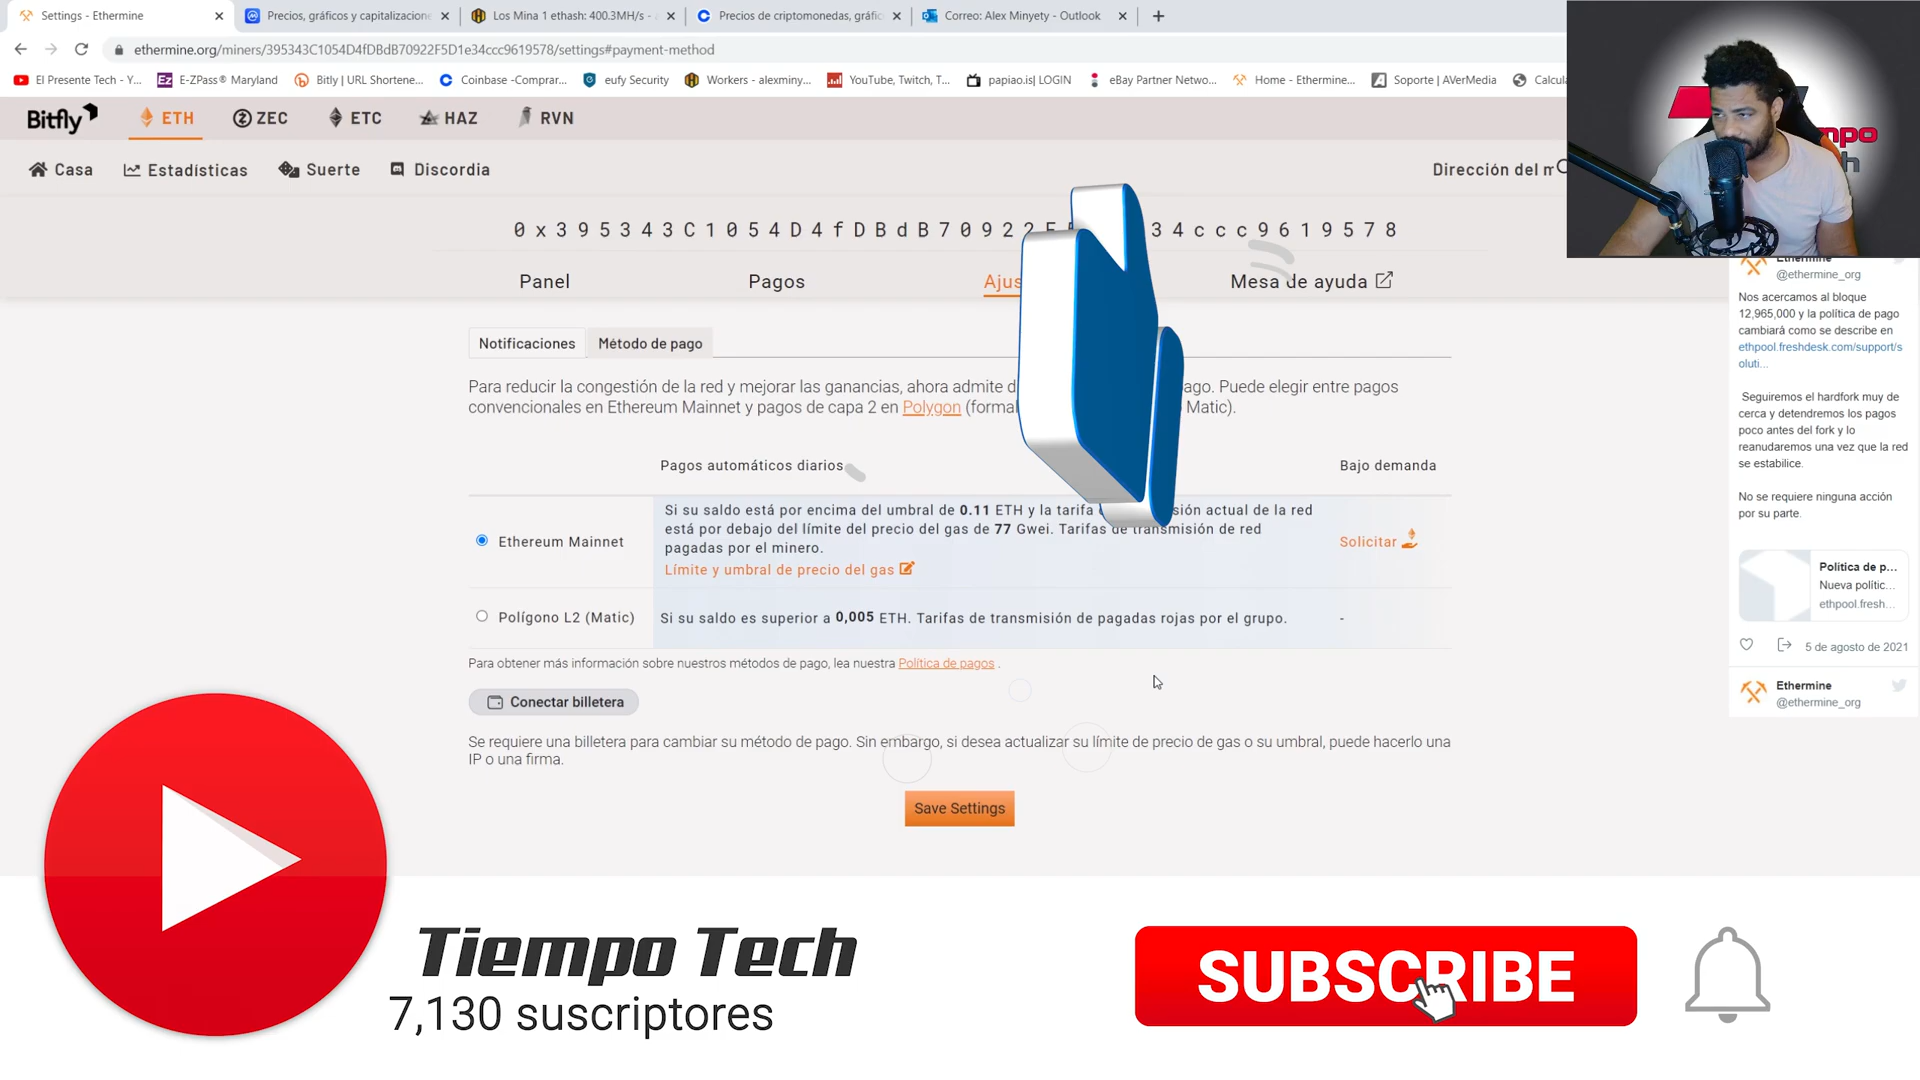 Settings - Ethermine
Precios, gráficos y capitalizacione
Los Mina 1 ethash: 400.3MH/s -
Precios de criptomonedas, gráfic
Correo: Alex Minyety - Outlook
ethermine.org/miners/395343C1054D4fDBdB70922F5D1e34ccc9619578/settings#payment-method
El Presente Tech - Y...
E-ZPass® Maryland
Bitly | URL Shortene...
Coinbase -Comprar...
eufy Security
Workers - alexminy...
YouTube, Twitch, T...
papiao.is| LOGIN
eBay Partner Netwo...
Home - Ethermine...
Soporte | AVerMedia
Calcula
Bitfly
ETH
ZEC
ETC
HAZ
RVN
Casa
Estadísticas
Suerte
Discordia
Dirección del m
0x395343C1054D4fDBdB70922F 34ccc9619578
Panel
Pagos
Ajus
Mesa de ayuda
Notificaciones
Método de pago
Para reducir la congestión de la red y mejorar las ganancias, ahora admite d ago. Puede elegir entre pagos
convencionales en Ethereum Mainnet y pagos de capa 2 en Polygon (formal Matic).
Pagos automáticos diarios
Bajo demanda
Ethereum Mainnet
Si su saldo está por encima del umbral de 0.11 ETH y la tarifa sión actual de la red
está por debajo del límite del precio del gas de 77 Gwei. Tarifas de transmisión de red
pagadas por el minero.
Límite y umbral de precio del gas
Solicitar
Polígono L2 (Matic)
Si su saldo es superior a 0,005 ETH. Tarifas de transmisión de pagadas rojas por el grupo.
-
Para obtener más información sobre nuestros métodos de pago, lea nuestra Política de pagos .
Conectar billetera
Se requiere una billetera para cambiar su método de pago. Sin embargo, si desea actualizar su límite de precio de gas o su umbral, puede hacerlo una
IP o una firma.
Save Settings
Ethermine
@ethermine_org
Nos acercamos al bloque
12,965,000 y la política de pago
cambiará como se describe en
ethpool.freshdesk.com/support/s
oluti...
Seguiremos el hardfork muy de
cerca y detendremos los pagos
poco antes del fork y lo
reanudaremos una vez que la red
se estabilice.
No se requiere ninguna acción
por su parte.
Política de p...
Nueva polític...
ethpool.fresh...
5 de agosto de 2021
Ethermine
@ethermine_org
Tiempo Tech
7,130 suscriptores
SUBSCRIBE